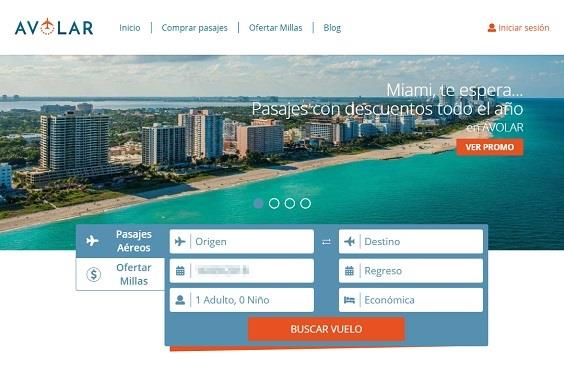 AVOLAR
Inicio
Comprar pasajes
Ofertar Millas
Blog
Iniciar sesión
Miami, te espera...
Pasajes con descuentos todo el año
en AVOLAR
VER PROMO
Pasajes
Aéreos
Ofertar
Millas
Origen
Destino
Regreso
1 Adulto, 0 Niño
Económica
BUSCAR VUELO